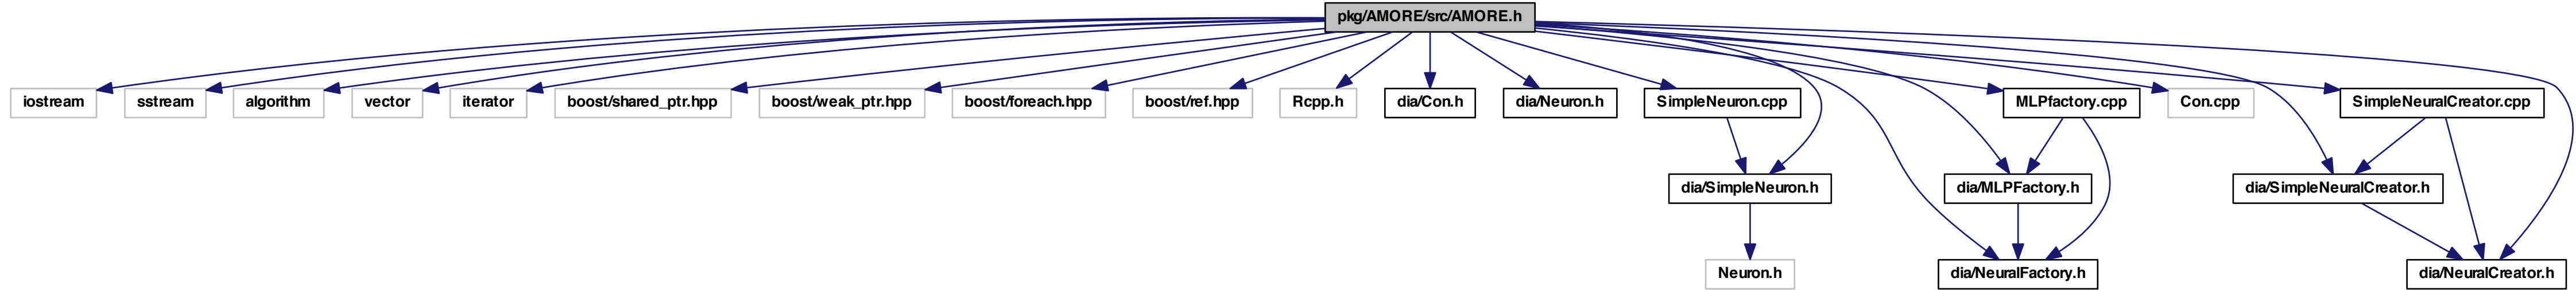 pkg/AMORE/src/AMORE.h
iostream
sstream
algorithm
vector
iterator
boost/shared_ptr.hpp
boost/weak_ptr.hpp
boost/foreach.hpp
boost/ref.hpp
Rcpp.h
dia/Con.h
dia/Neuron.h
SimpleNeuron.cpp
MLPfactory.cpp
Con.cpp
SimpleNeuralCreator.cpp
dia/SimpleNeuron.h
dia/MLPFactory.h
dia/SimpleNeuralCreator.h
Neuron.h
dia/NeuralFactory.h
dia/NeuralCreator.h